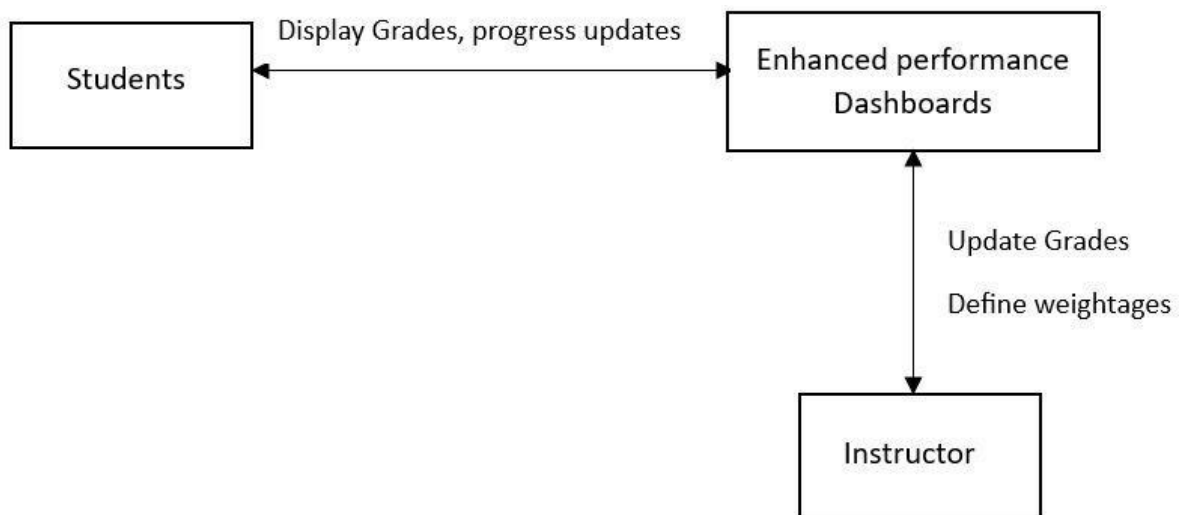 Display Grades, progress updates
Students
Enhanced performance
Dashboards
Update Grades
Define weightages
Instructor